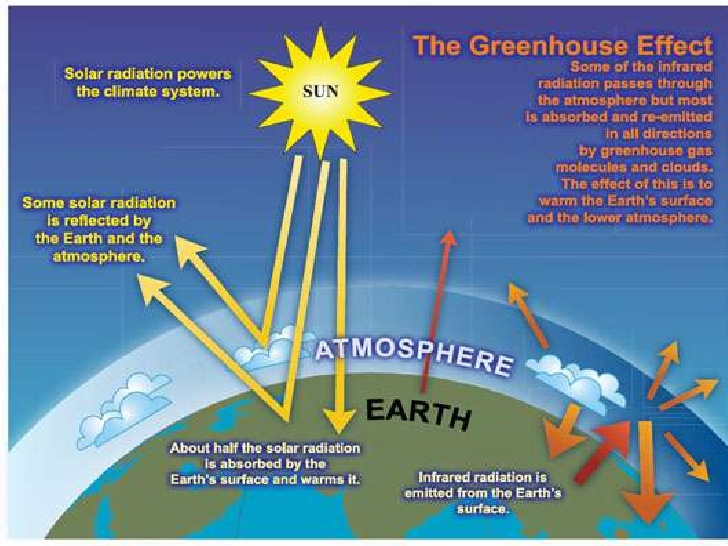 The Greenhouse Effect
Some of the infrared
radiation passes through
the atmosphere but most
is absorbed and re-emitted
in all directions
by greenhouse gas
molecules and clouds.
The effect of this is to
warm the Earth's surface
and the lower atmosphere.
Solar radiation powers
the climate system.
SUN
Some solar radiation
is reflected by
the Earth and the
atmosphere.
ATMOSPHERE
EARTH
About half the solar radiation
is absorbed by the
Earth's surface and warms it.
Infrared radiation is
emitted from the Earth's
surface.